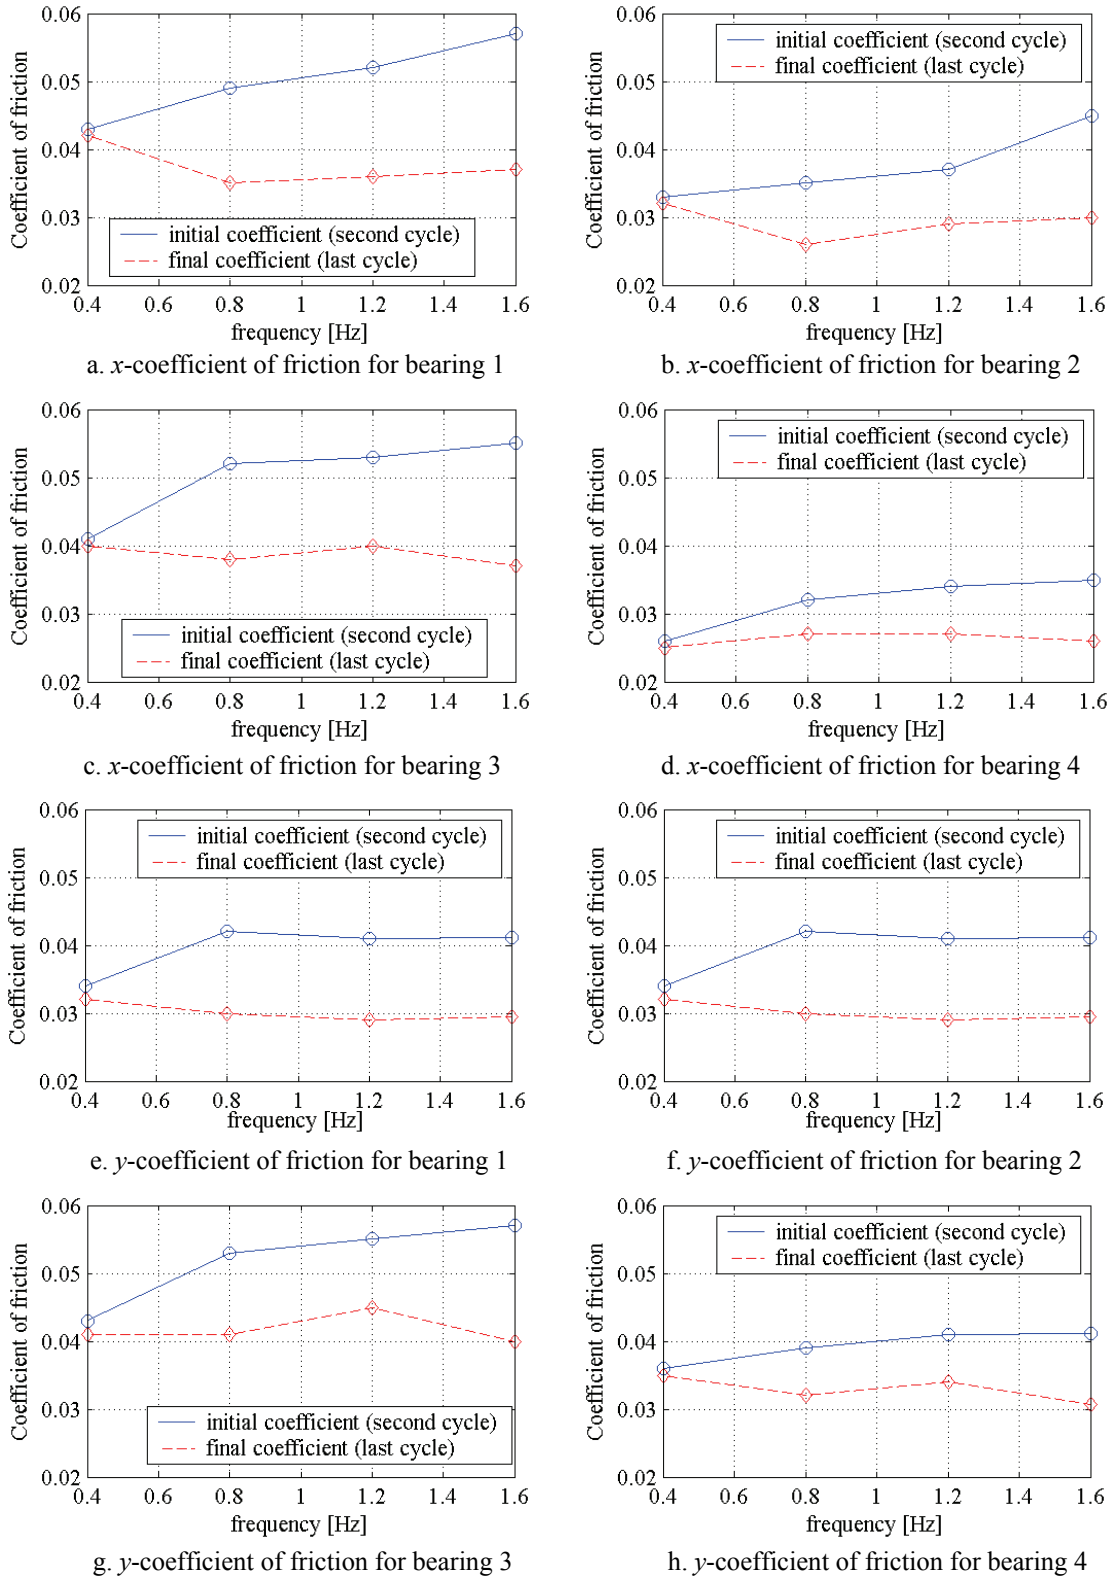 0.06
0.05
0.04
0.03
0.02
Coefficient of friction
initial coefficient (second cycle)
final coefficient (last cycle)
0.4 0.6 0.8 1 1.2 1.4 1.6
frequency [Hz]
a. x-coefficient of friction for bearing 1
0.06
0.05
0.04
0.03
0.02
Coefficient of friction
initial coefficient (second cycle)
final coefficient (last cycle)
0.4 0.6 0.8 1 1.2 1.4 1.6
frequency [Hz]
b. x-coefficient of friction for bearing 2
0.06
0.05
0.04
0.03
0.02
Coefficient of friction
initial coefficient (second cycle)
final coefficient (last cycle)
0.4 0.6 0.8 1 1.2 1.4 1.6
frequency [Hz]
c. x-coefficient of friction for bearing 3
0.06
0.05
0.04
0.03
0.02
Coefficient of friction
initial coefficient (second cycle)
final coefficient (last cycle)
0.4 0.6 0.8 1 1.2 1.4 1.6
frequency [Hz]
d. x-coefficient of friction for bearing 4
0.06
0.05
0.04
0.03
0.02
Coefficient of friction
initial coefficient (second cycle)
final coefficient (last cycle)
0.4 0.6 0.8 1 1.2 1.4 1.6
frequency [Hz]
e. y-coefficient of friction for bearing 1
0.06
0.05
0.04
0.03
0.02
Coefficient of friction
initial coefficient (second cycle)
final coefficient (last cycle)
0.4 0.6 0.8 1 1.2 1.4 1.6
frequency [Hz]
f. y-coefficient of friction for bearing 2
0.06
0.05
0.04
0.03
0.02
Coefficient of friction
initial coefficient (second cycle)
final coefficient (last cycle)
0.4 0.6 0.8 1 1.2 1.4 1.6
frequency [Hz]
g. y-coefficient of friction for bearing 3
0.06
0.05
0.04
0.03
0.02
Coefficient of friction
initial coefficient (second cycle)
final coefficient (last cycle)
0.4 0.6 0.8 1 1.2 1.4 1.6
frequency [Hz]
h. y-coefficient of friction for bearing 4